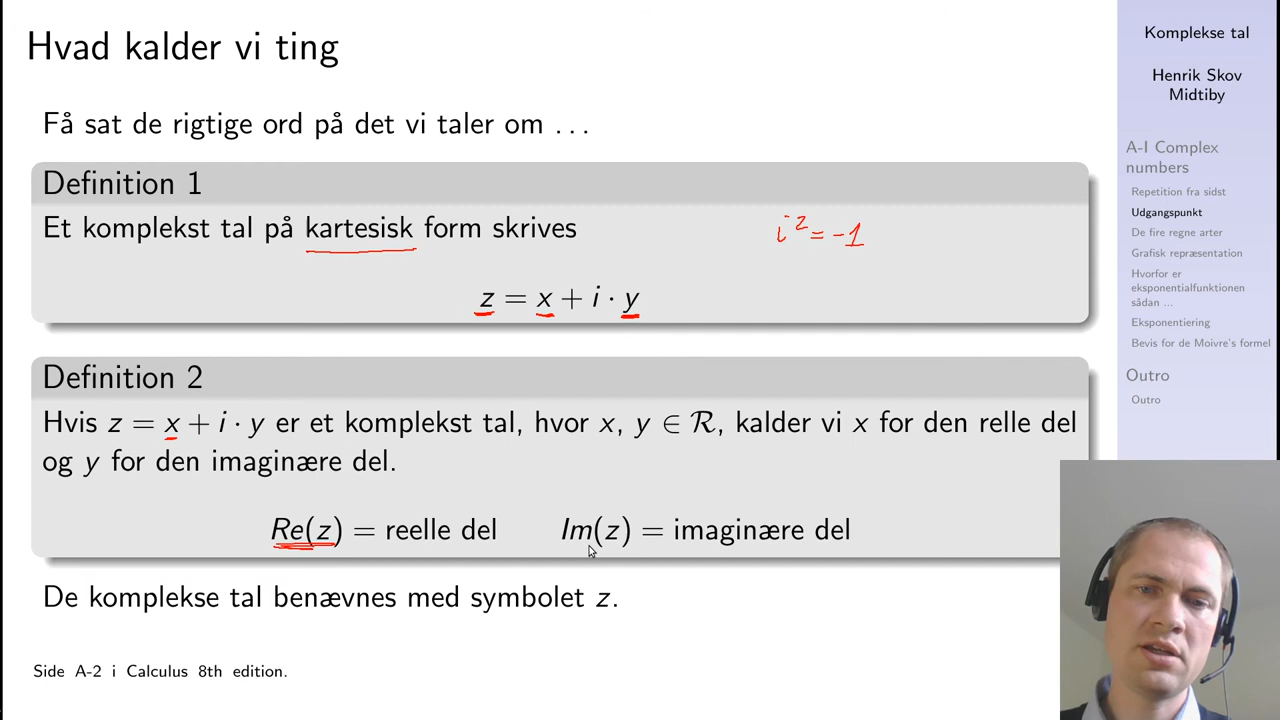 Hvad kalder vi ting
Få sat de rigtige ord på det vi taler om . . .
Definition 1
Et komplekst tal på kartesisk form skrives
i² = -1
z = x + i · y
Definition 2
Hvis z = x + i · y er et komplekst tal, hvor x, y ∈ R, kalder vi x for den relle del
og y for den imaginære del.
Re(z) = reelle del Im(z) = imaginære del
De komplekse tal benævnes med symbolet z.
Side A-2 i Calculus 8th edition.
Komplekse tal
Henrik Skov
Midtiby
A-I Complex
numbers
Repetition fra sidst
Udgangspunkt
De fire regne arter
Grafisk repræsentation
Hvorfor er
eksponentialfunktionen
sådan ...
Eksponentiering
Bevis for de Moivre's formel
Outro
Outro